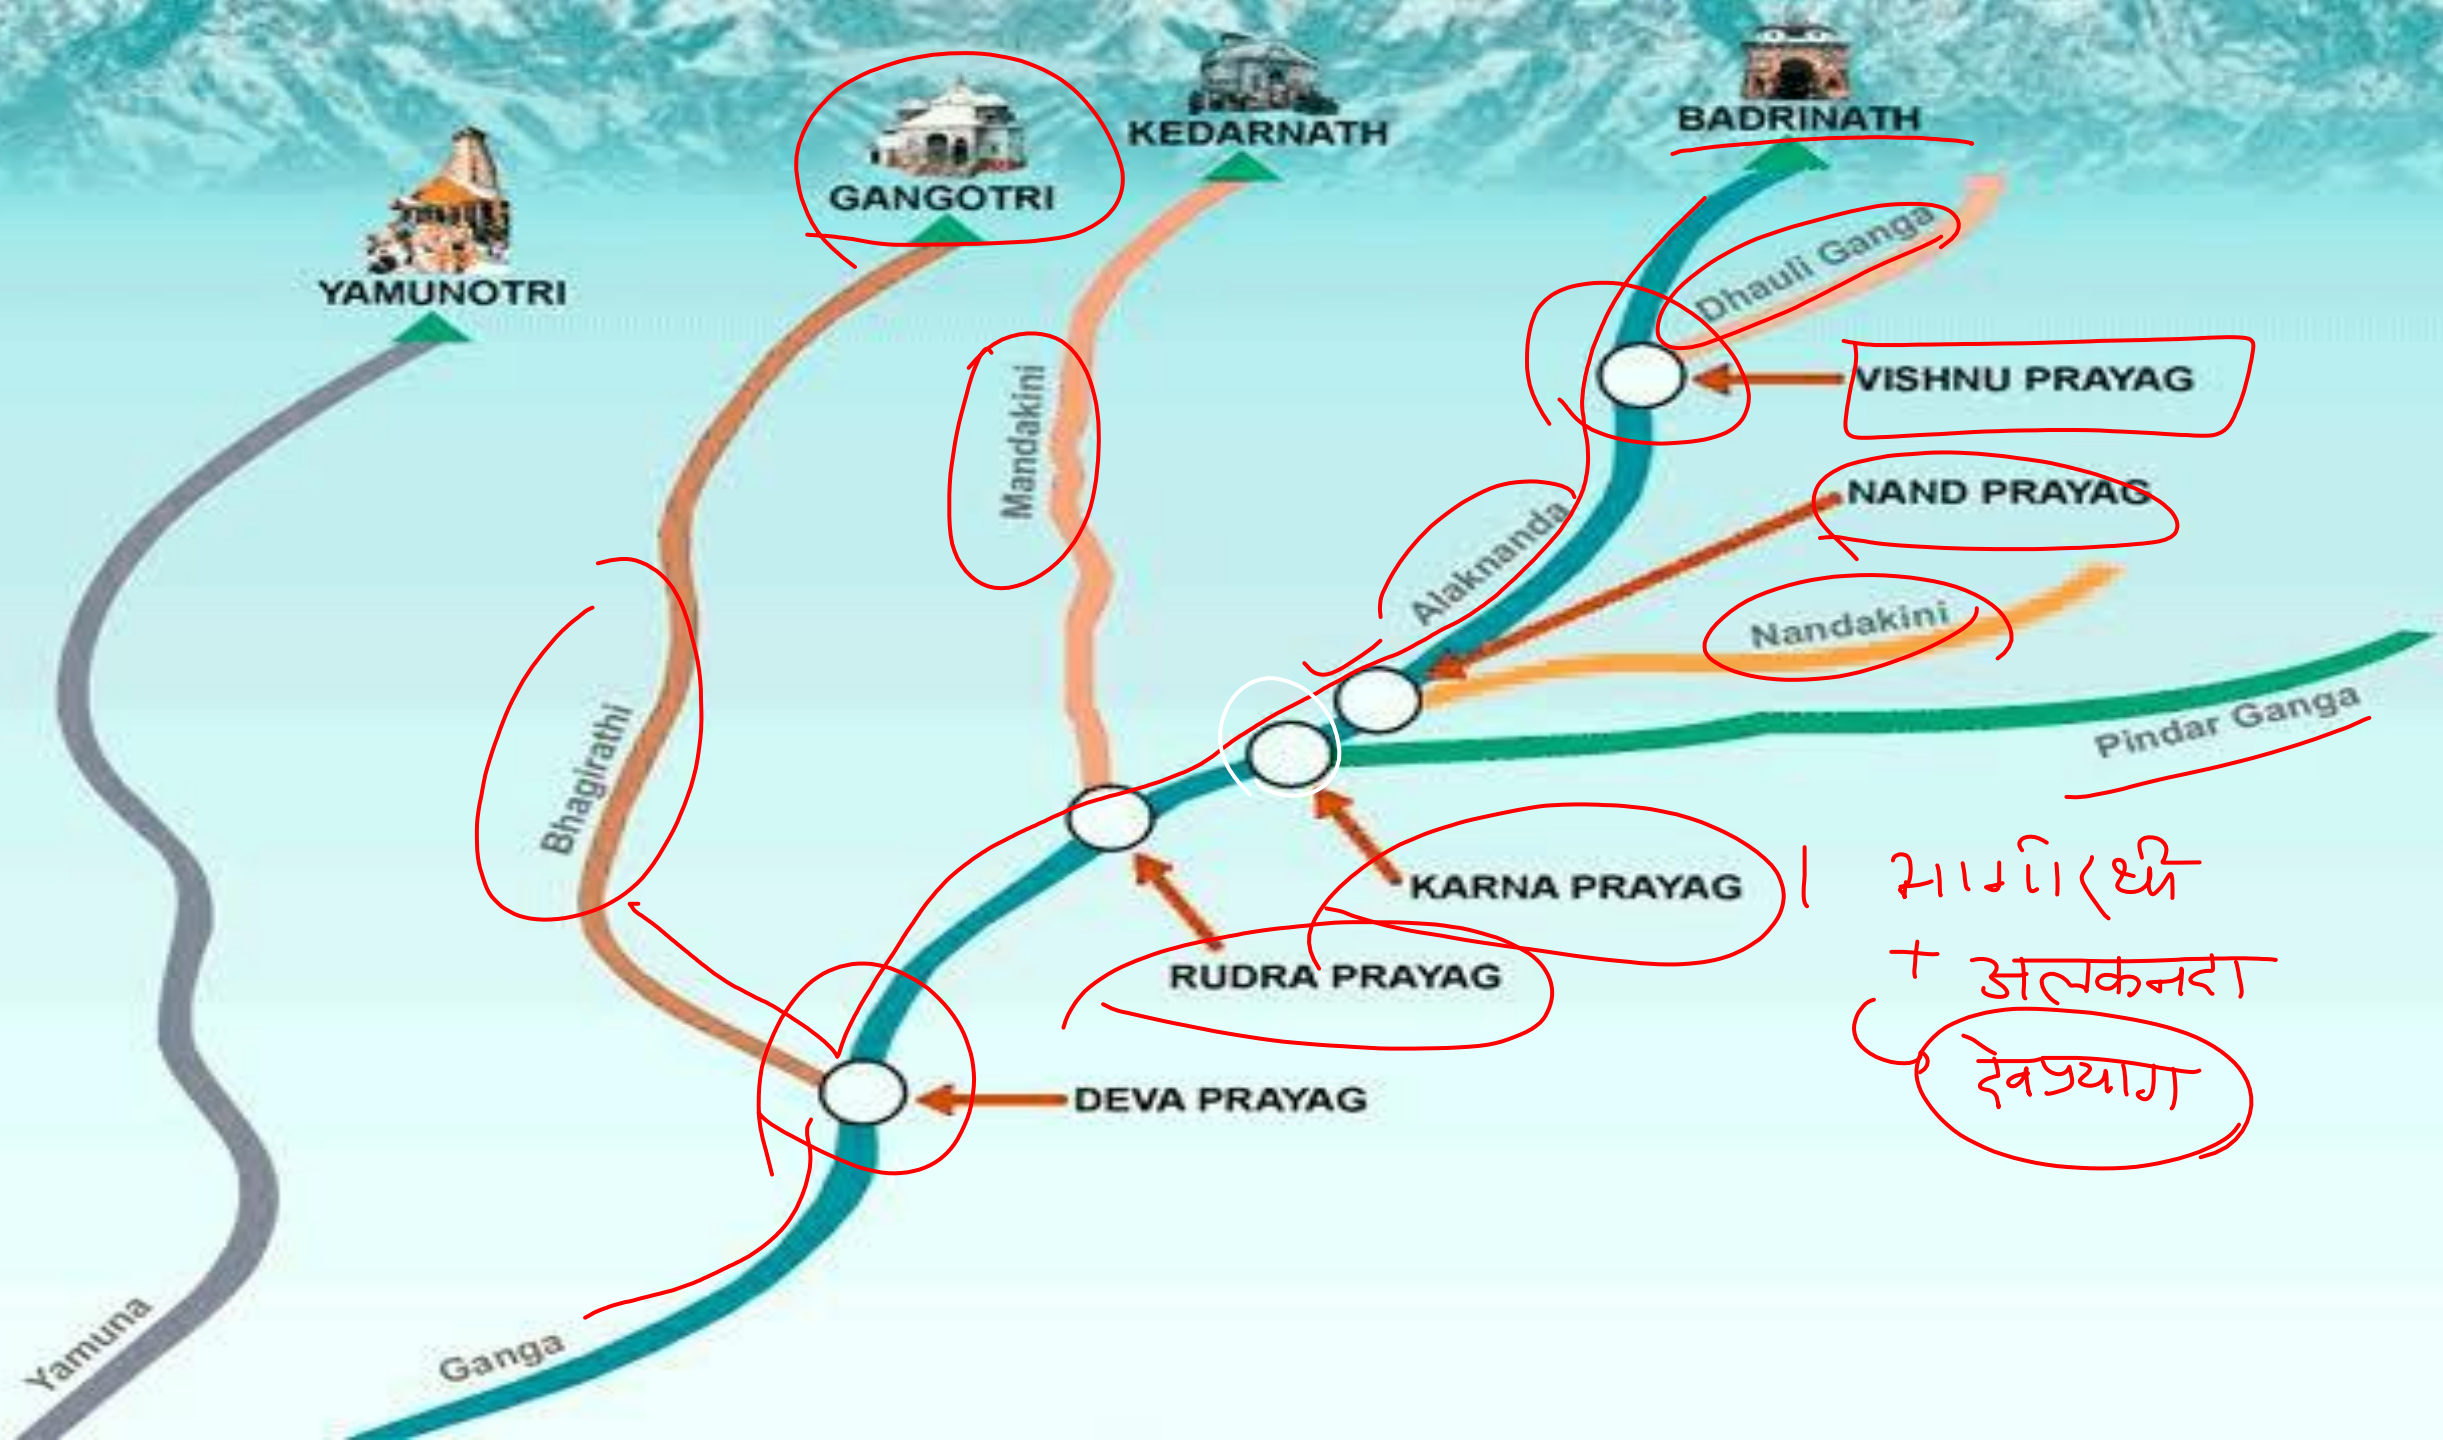 BADRINATH
KEDARNATH
GANGOTRI
YAMUNOTRI
Dhauli Ganga
VISHNU PRAYAG
Mandakini
NAND PRAYAG
Alaknanda
Nandakini
Pindar Ganga
Bhagirathi
KARNA PRAYAG
भागीरथी
RUDRA PRAYAG
+ अलकनदा
DEVA PRAYAG
देवप्रयाग
Yamuna
Ganga